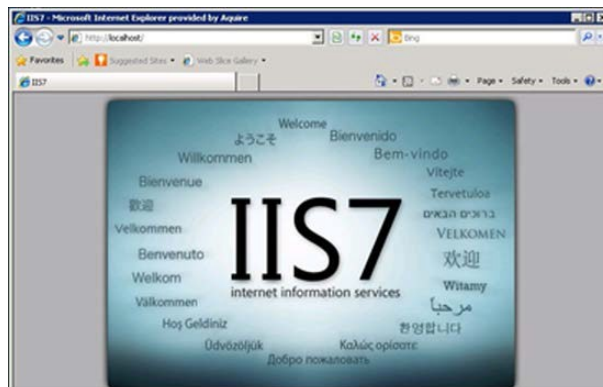 IIS7 - Microsoft Internet Explorer provided by Aquire
http://localhost/
Bing
Favorites Suggested Sites Web Slice Gallery
IIS7 Page Safety Tools
Welcome
ようこそ Bienvenido
Willkommen Bem-vindo
Vítejte
Bienvenue Tervetuloa
歡迎 ברוכים הבאים
Velkommen VELKOMEN
IIS7
Benvenuto 欢迎
Welkom Witamy
internet information services
Välkommen مرحباً
Hoş Geldiniz 환영합니다
Üdvözöljük Καλώς ορίσατε
Добро пожаловать